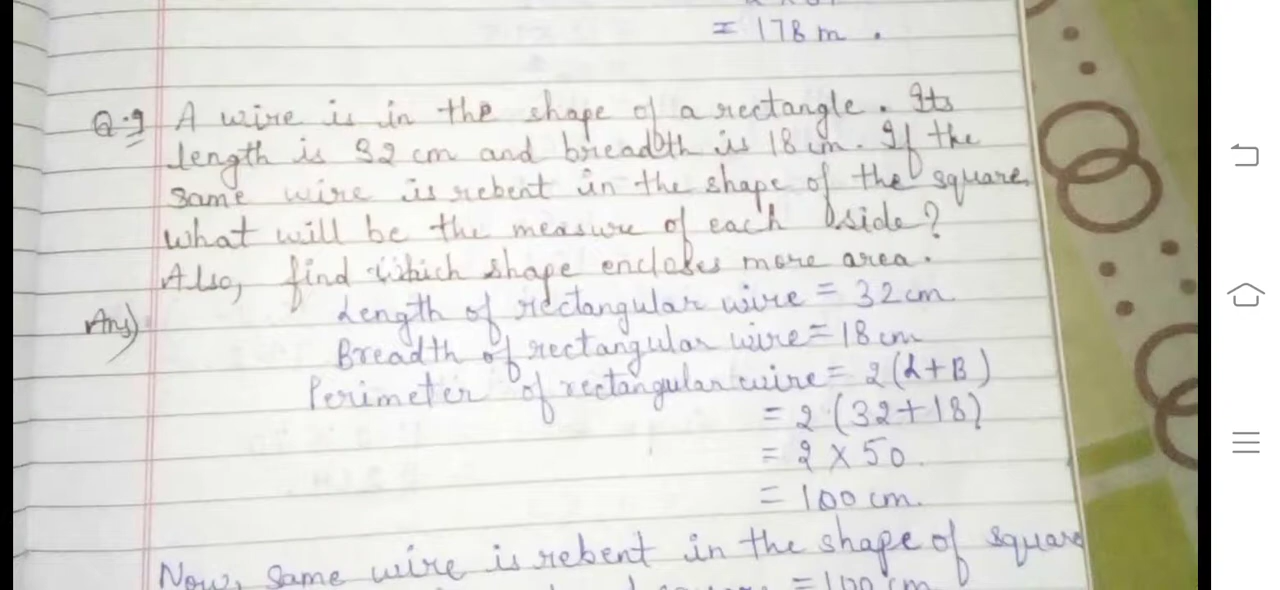 = 178 m .
Q.9 A wire is in the shape of a rectangle. Its
length is 32 cm and breadth is 18 cm. If the
same wire is rebent in the shape of the square,
what will be the measure of each side?
Also, find which shape encloses more area.
Ans) Length of rectangular wire = 32 cm
Breadth of rectangular wire = 18 cm
Perimeter of rectangular wire = 2(L+B)
= 2 (32+18)
= 2 × 50
= 100 cm.
Now, same wire is rebent in the shape of square
= 100 cm